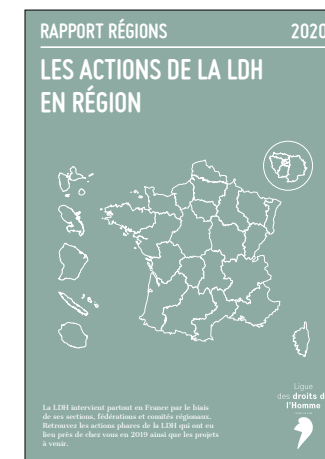 RAPPORT RÉGIONS 2020
LES ACTIONS DE LA LDH
EN RÉGION
La LDH intervient partout en France par le biais
de ses sections, fédérations et comités régionaux.
Retrouvez les actions phares de la LDH qui ont eu
lieu près de chez vous en 2019 ainsi que les projets
à venir.
Ligue
des droits de
l'Homme